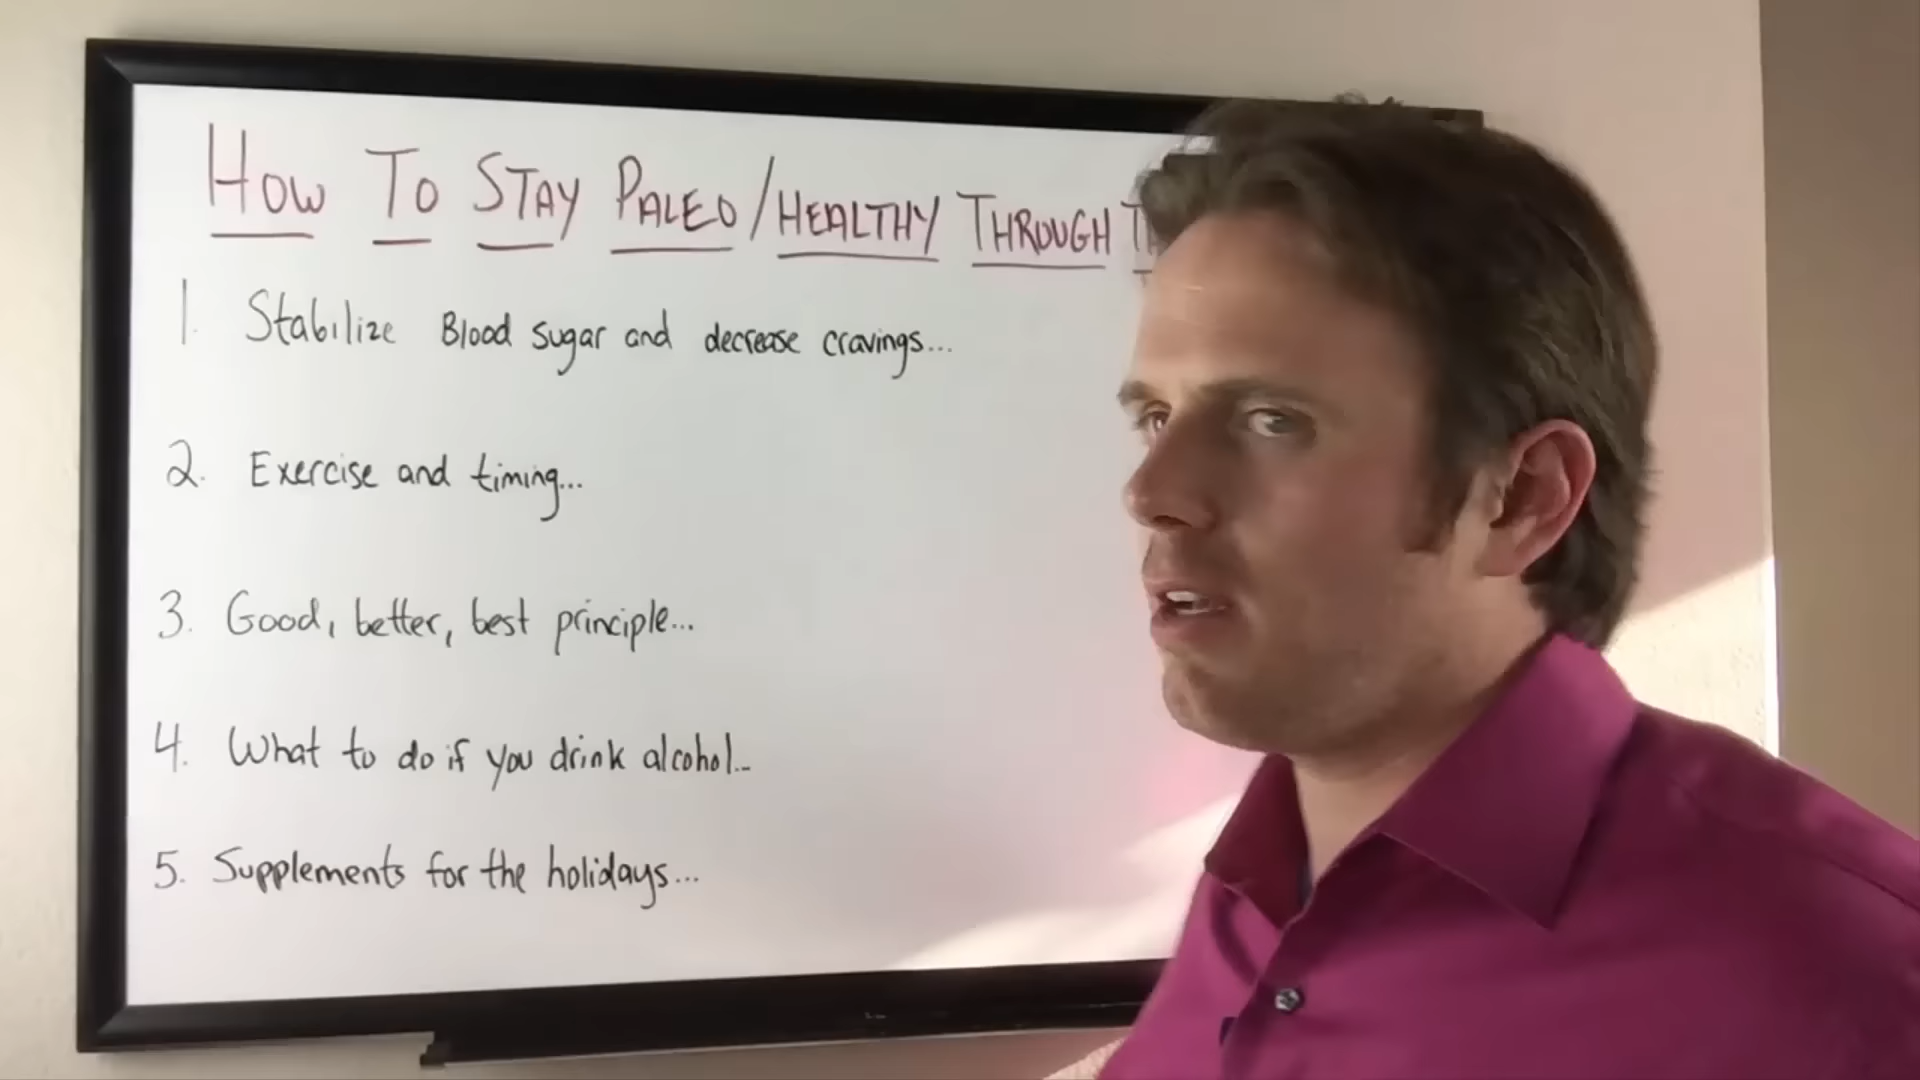 HOW TO STAY PALEO/HEALTHY THROUGH
1. Stabilize Blood sugar and decrease cravings...
2. Exercise and timing...
3. Good, better, best principle...
4. What to do if you drink alcohol...
5. Supplements for the holidays...